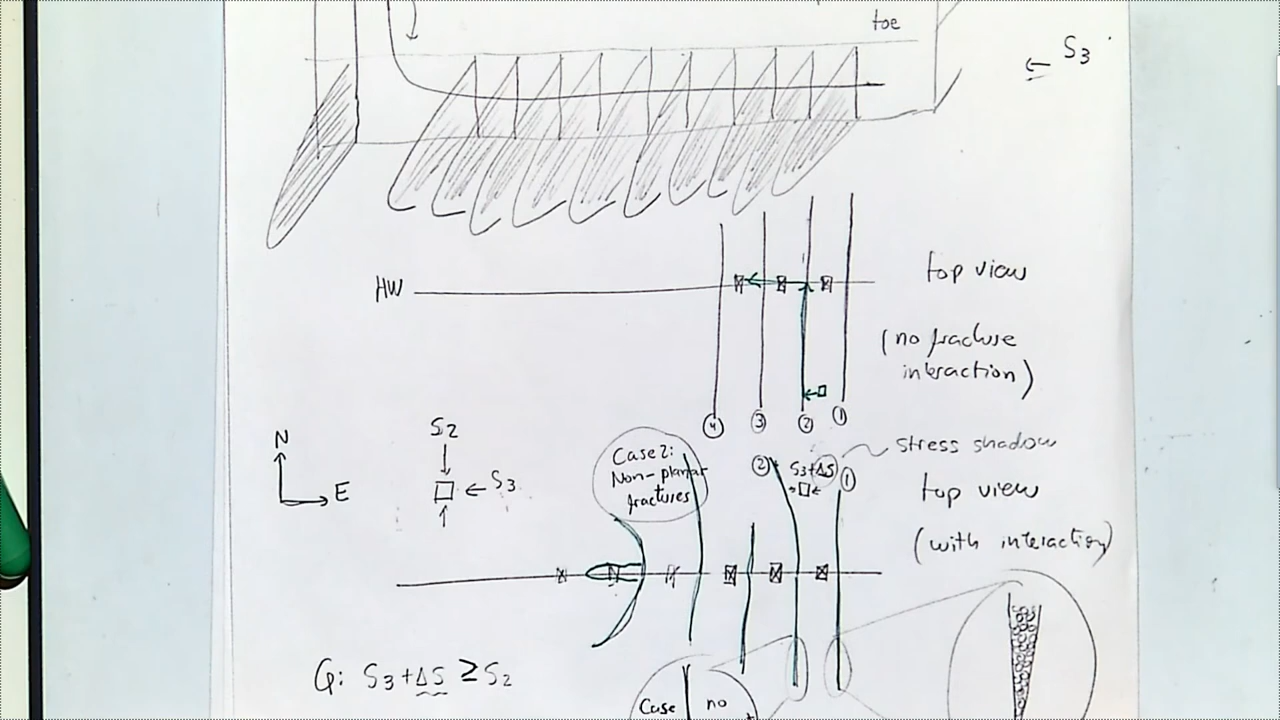 toe
← S3
HW
top view
(no fracture
interaction)
④ ③ ② ①
N
E
S2
← S3
Case 2:
Non-planar
fractures
② S3+ΔS ①
stress shadow
top view
(with interaction)
Q: S3+ΔS ≥ S2
Case
no